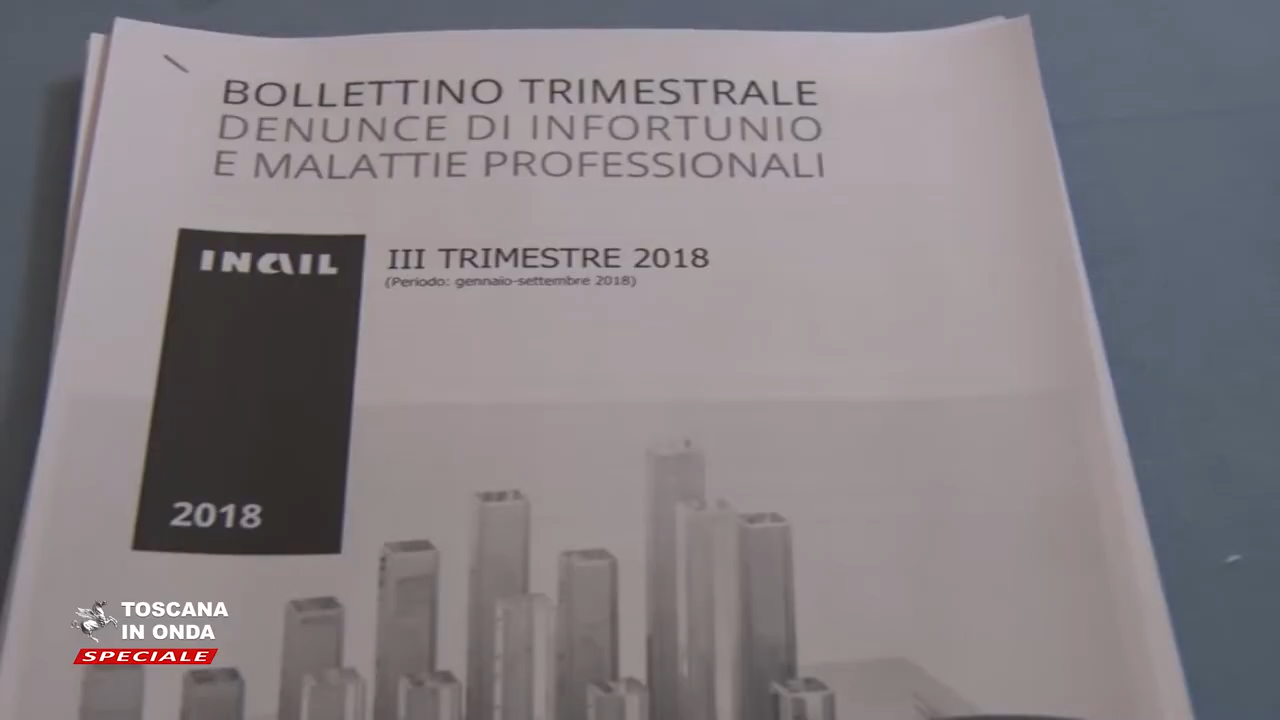 BOLLETTINO TRIMESTRALE
DENUNCE DI INFORTUNIO
E MALATTIE PROFESSIONALI
INAIL
III TRIMESTRE 2018
(Periodo: gennaio-settembre 2018)
2018
TOSCANA
IN ONDA
SPECIALE